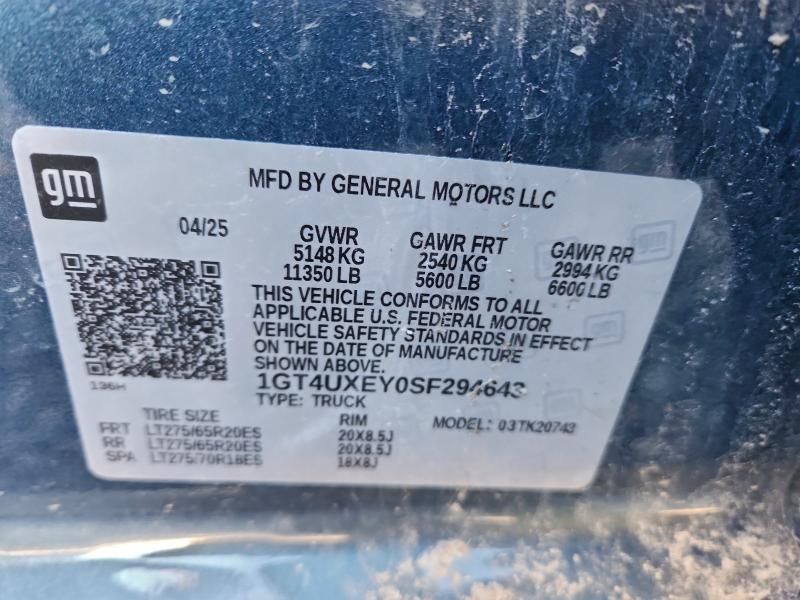 gm
MFD BY GENERAL MOTORS LLC
04/25
GVWR GAWR FRT GAWR RR
5148 KG 2540 KG 2994 KG
11350 LB 5600 LB 6600 LB
THIS VEHICLE CONFORMS TO ALL
APPLICABLE U.S. FEDERAL MOTOR
VEHICLE SAFETY STANDARDS IN EFFECT
ON THE DATE OF MANUFACTURE
SHOWN ABOVE.
136H
1GT4UXEY0SF294643
TYPE: TRUCK
TIRE SIZE RIM MODEL: 03TK20743
FRT LT275/65R20ES 20X8.5J
RR LT275/65R20ES 20X8.5J
SPA LT275/70R18ES 18X8J